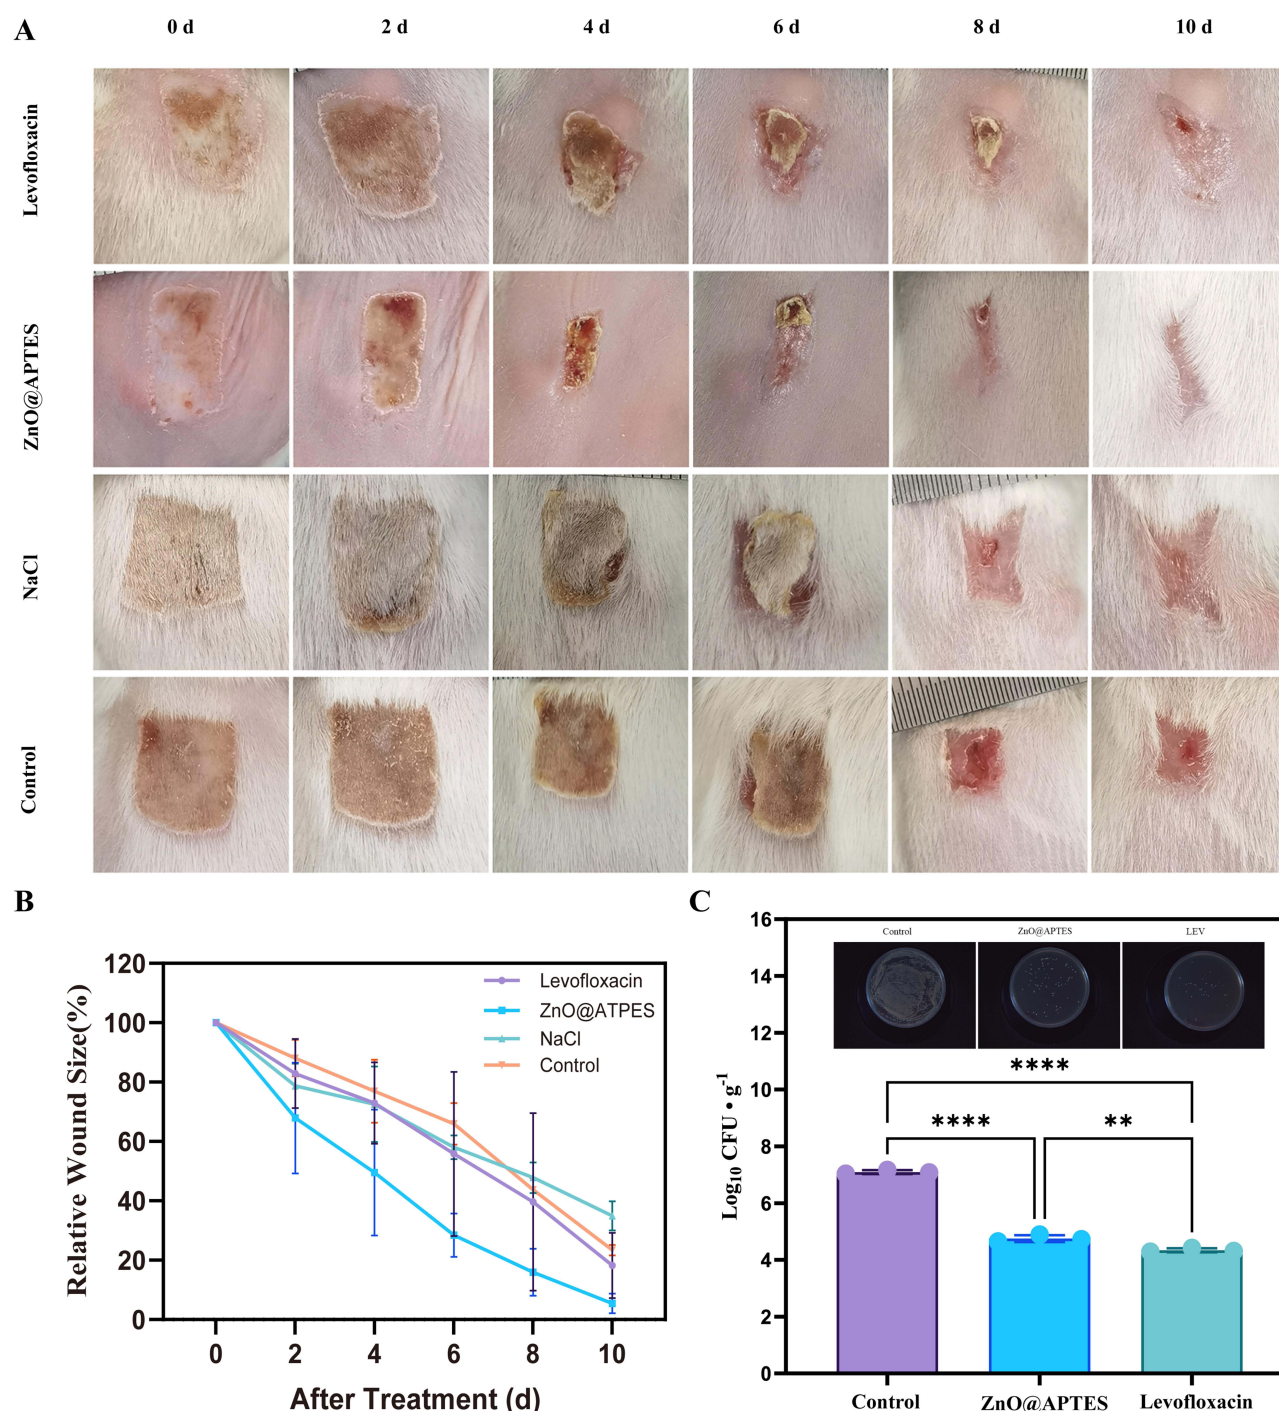 A
0 d 2 d 4 d 6 d 8 d 10 d
Levofloxacin
ZnO@APTES
NaCl
Control
B
Relative Wound Size(%)
120
100
80
60
40
20
0
0 2 4 6 8 10
After Treatment (d)
Levofloxacin
ZnO@ATPES
NaCl
Control
C
Log10 CFU • g-1
16
14
12
10
8
6
4
2
0
Control ZnO@APTES LEV
****
**** **
Control ZnO@APTES Levofloxacin